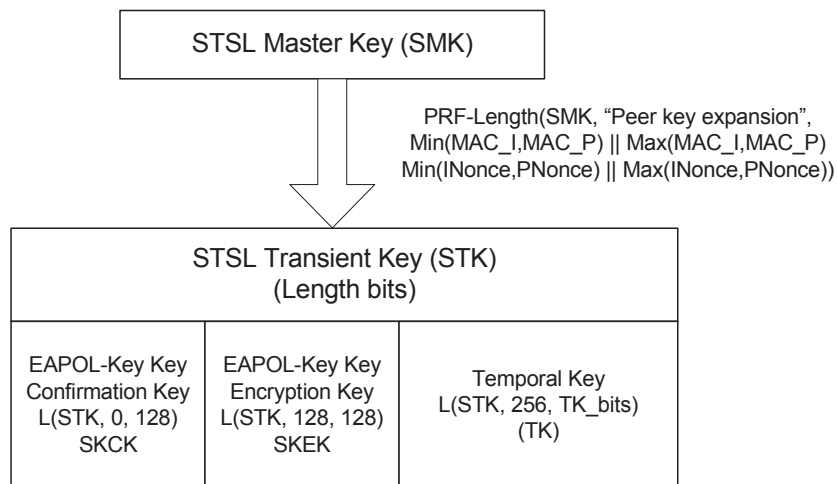 STSL Master Key (SMK)
PRF-Length(SMK, “Peer key expansion”,
Min(MAC_I,MAC_P) || Max(MAC_I,MAC_P)
Min(INonce,PNonce) || Max(INonce,PNonce))
STSL Transient Key (STK)
(Length bits)
EAPOL-Key Key
Confirmation Key
L(STK, 0, 128)
SKCK
EAPOL-Key Key
Encryption Key
L(STK, 128, 128)
SKEK
Temporal Key
L(STK, 256, TK_bits)
(TK)